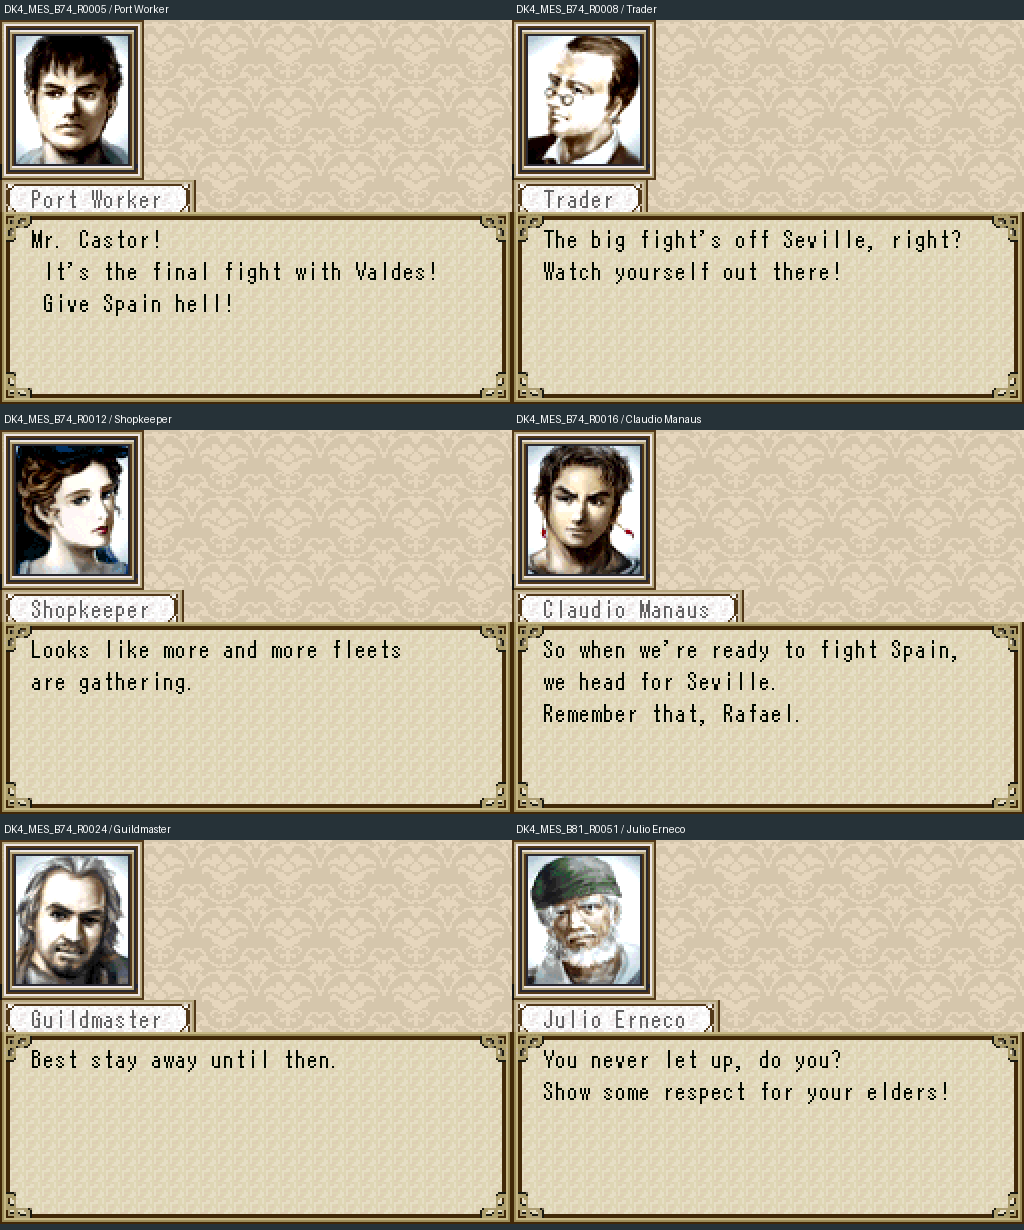 DK4_MES_B74_R0005 / Port Worker
Port Worker
Mr. Castor!
It's the final fight with Valdes!
Give Spain hell!
DK4_MES_B74_R0008 / Trader
Trader
The big fight's off Seville, right?
Watch yourself out there!
DK4_MES_B74_R0012 / Shopkeeper
Shopkeeper
Looks like more and more fleets
are gathering.
DK4_MES_B74_R0016 / Claudio Manaus
Claudio Manaus
So when we're ready to fight Spain,
we head for Seville.
Remember that, Rafael.
DK4_MES_B74_R0024 / Guildmaster
Guildmaster
Best stay away until then.
DK4_MES_B81_R0051 / Julio Erneco
Julio Erneco
You never let up, do you?
Show some respect for your elders!